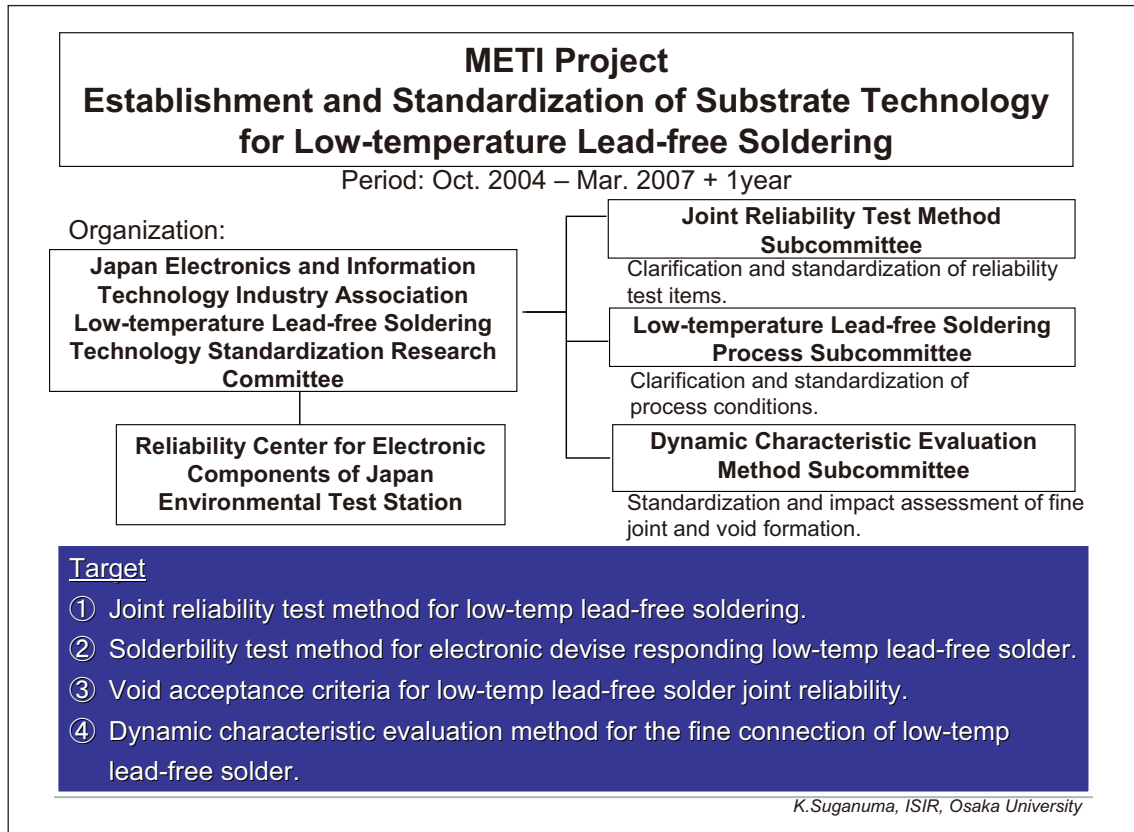 METI Project
Establishment and Standardization of Substrate Technology
for Low-temperature Lead-free Soldering
Period: Oct. 2004 – Mar. 2007 + 1year
Organization:
Japan Electronics and Information
Technology Industry Association
Low-temperature Lead-free Soldering
Technology Standardization Research
Committee
Reliability Center for Electronic
Components of Japan
Environmental Test Station
Joint Reliability Test Method
Subcommittee
Clarification and standardization of reliability
test items.
Low-temperature Lead-free Soldering
Process Subcommittee
Clarification and standardization of
process conditions.
Dynamic Characteristic Evaluation
Method Subcommittee
Standardization and impact assessment of fine
joint and void formation.
Target
① Joint reliability test method for low-temp lead-free soldering.
② Solderbility test method for electronic devise responding low-temp lead-free solder.
③ Void acceptance criteria for low-temp lead-free solder joint reliability.
④ Dynamic characteristic evaluation method for the fine connection of low-temp
lead-free solder.
K.Suganuma, ISIR, Osaka University